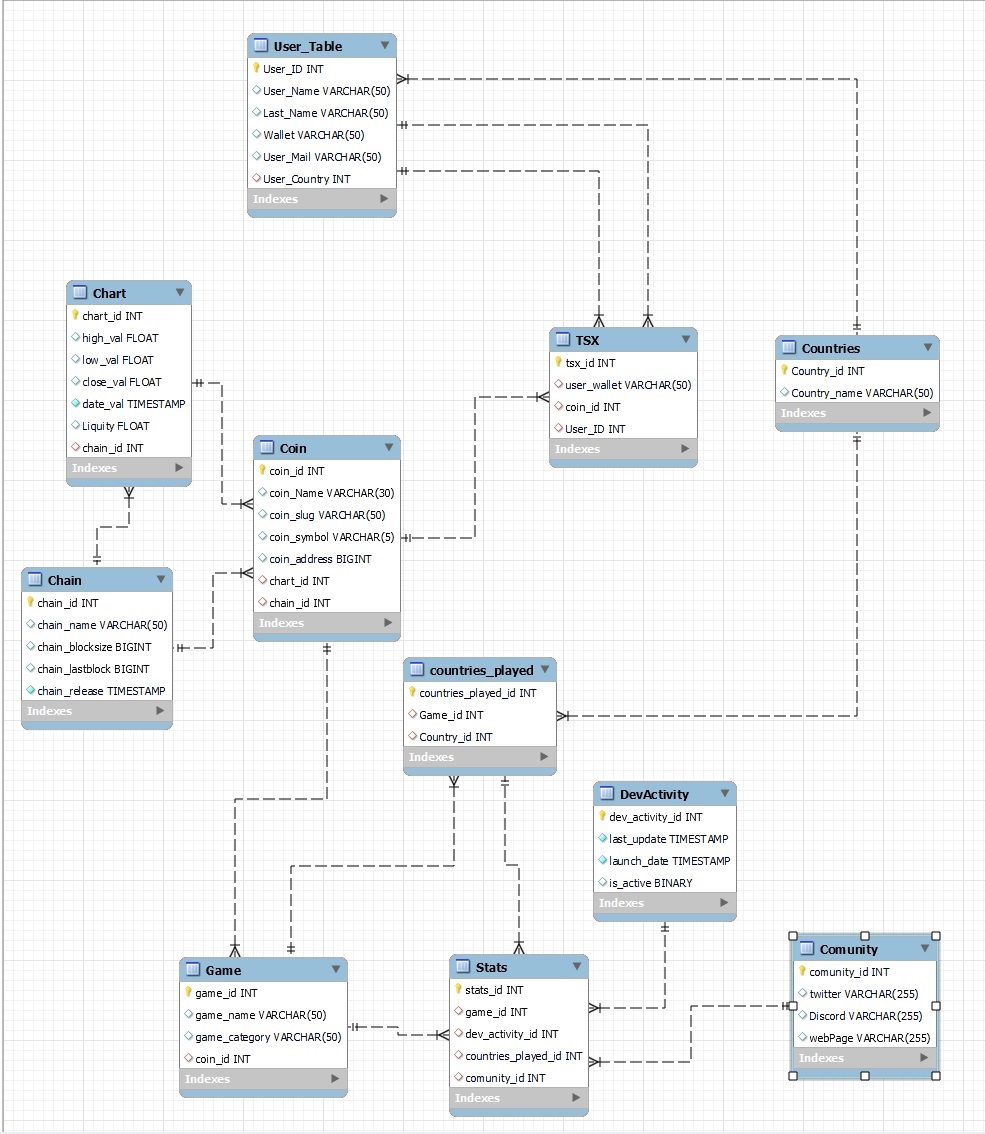 User_Table
User_ID INT
User_Name VARCHAR(50)
Last_Name VARCHAR(50)
Wallet VARCHAR(50)
User_Mail VARCHAR(50)
User_Country INT
Indexes
Chart
chart_id INT
high_val FLOAT
low_val FLOAT
close_val FLOAT
date_val TIMESTAMP
Liquity FLOAT
chain_id INT
Indexes
TSX
tsx_id INT
user_wallet VARCHAR(50)
coin_id INT
User_ID INT
Indexes
Countries
Country_id INT
Country_name VARCHAR(50)
Indexes
Coin
coin_id INT
coin_Name VARCHAR(30)
coin_slug VARCHAR(50)
coin_symbol VARCHAR(5)
coin_address BIGINT
chart_id INT
chain_id INT
Indexes
Chain
chain_id INT
chain_name VARCHAR(50)
chain_blocksize BIGINT
chain_lastblock BIGINT
chain_release TIMESTAMP
Indexes
countries_played
countries_played_id INT
Game_id INT
Country_id INT
Indexes
DevActivity
dev_activity_id INT
last_update TIMESTAMP
launch_date TIMESTAMP
is_active BINARY
Indexes
Game
game_id INT
game_name VARCHAR(50)
game_category VARCHAR(50)
coin_id INT
Indexes
Stats
stats_id INT
game_id INT
dev_activity_id INT
countries_played_id INT
comunity_id INT
Indexes
Comunity
comunity_id INT
twitter VARCHAR(255)
Discord VARCHAR(255)
webPage VARCHAR(255)
Indexes